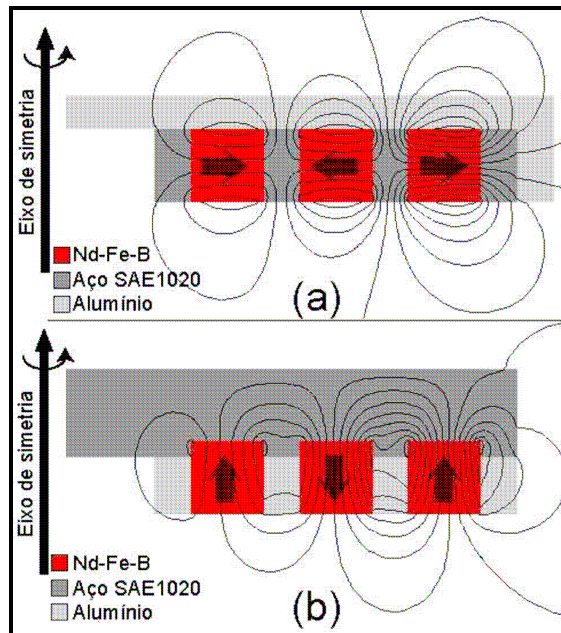 Eixo de simetria
Nd-Fe-B
Aço SAE1020
Alumínio
(a)
Eixo de simetria
Nd-Fe-B
Aço SAE1020
Alumínio
(b)